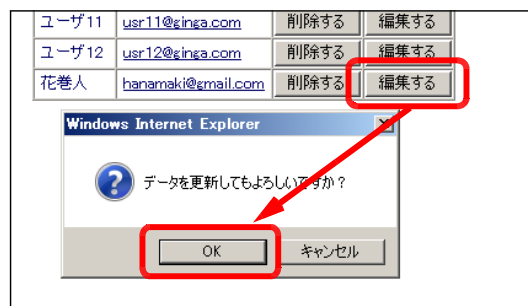 ユーザ11 usr11@ginga.com 削除する 編集する
ユーザ12 usr12@ginga.com 削除する 編集する
花巻人 hanamaki@gmail.com 削除する 編集する
Windows Internet Explorer
データを更新してもよろしいですか？
OK キャンセル